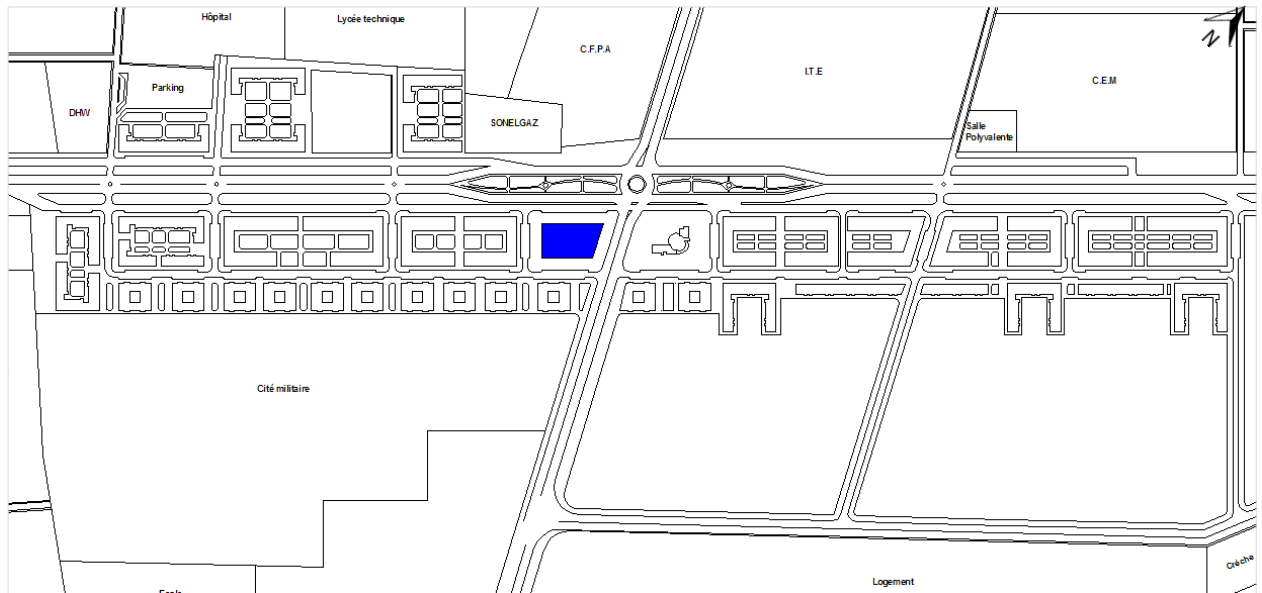 Hôpital
Lycée technique
C.F.P.A
I.T.E
C.E.M
N
Parking
DHW
SONELGAZ
Salle
Polyvalente
Cité militaire
Logement
Crèche